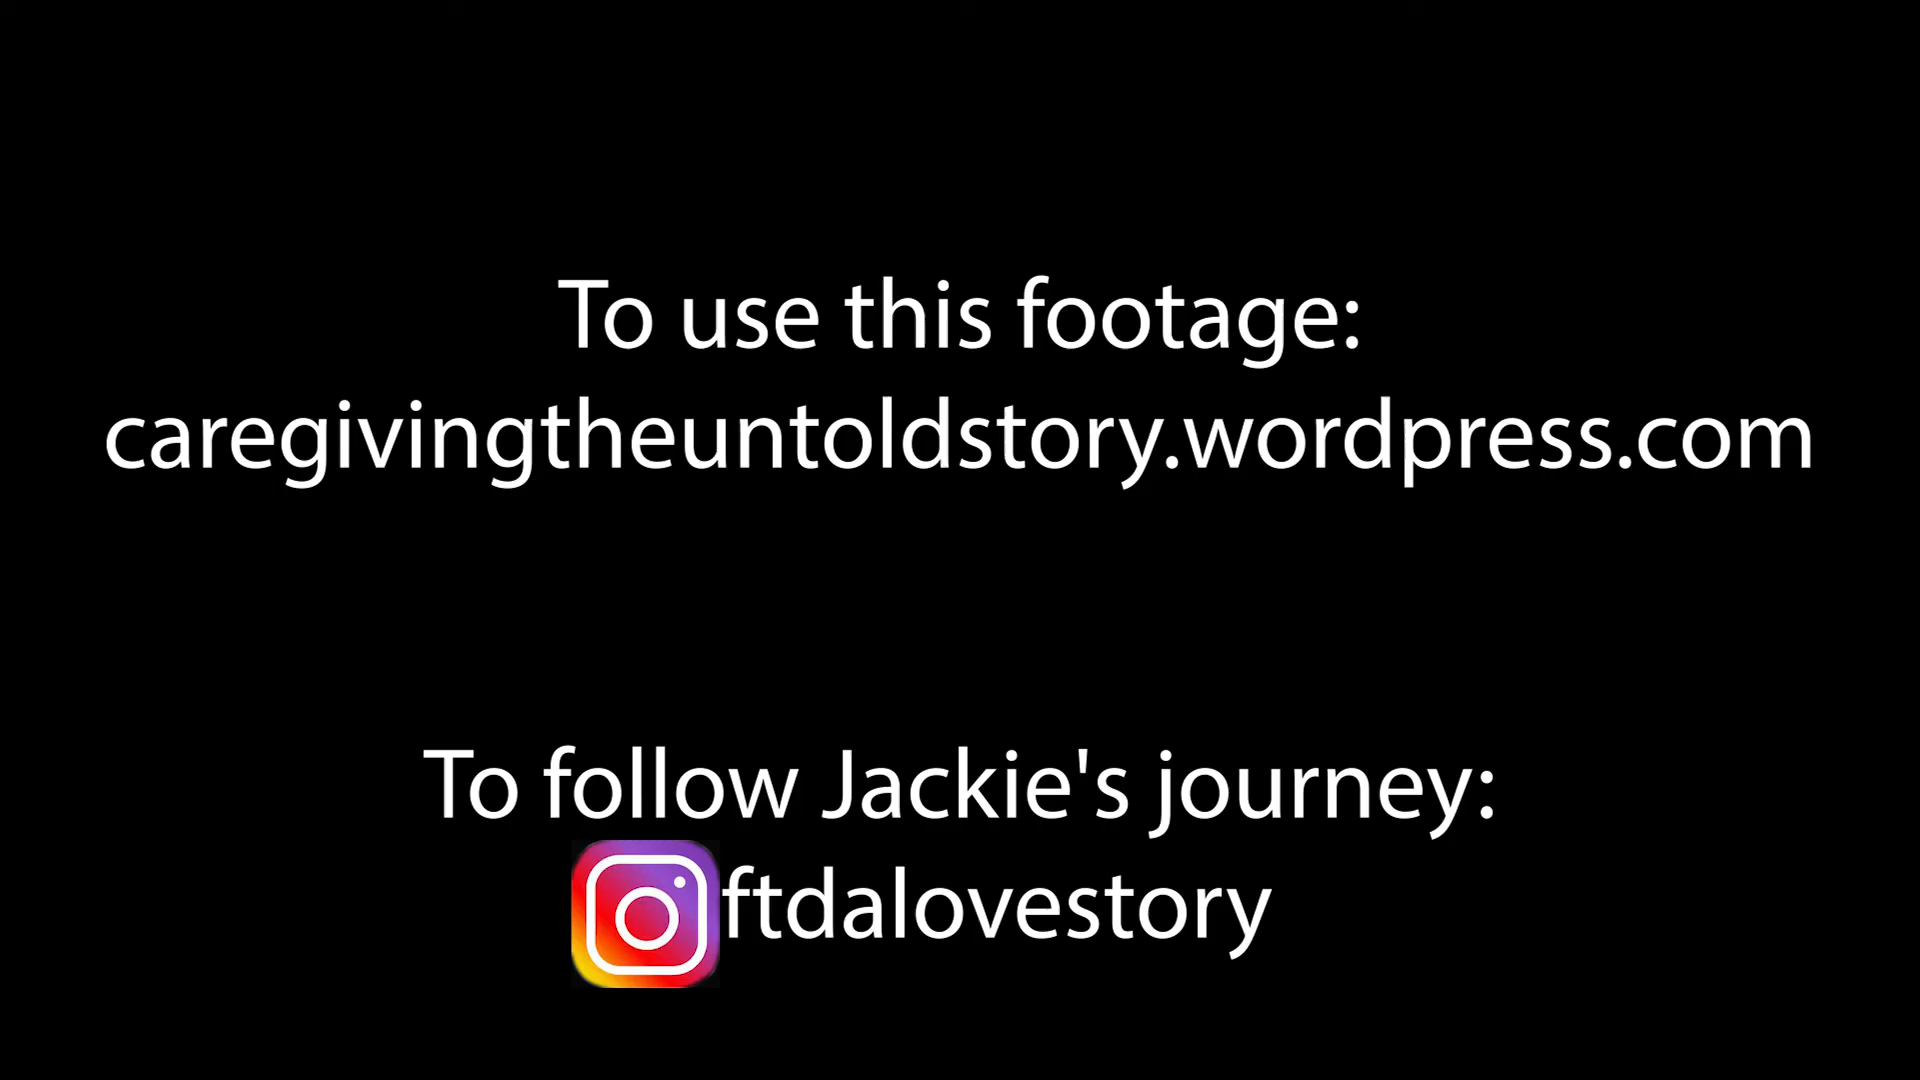 To use this footage:
caregivingtheuntoldstory.wordpress.com
To follow Jackie's journey:
ftdalovestory